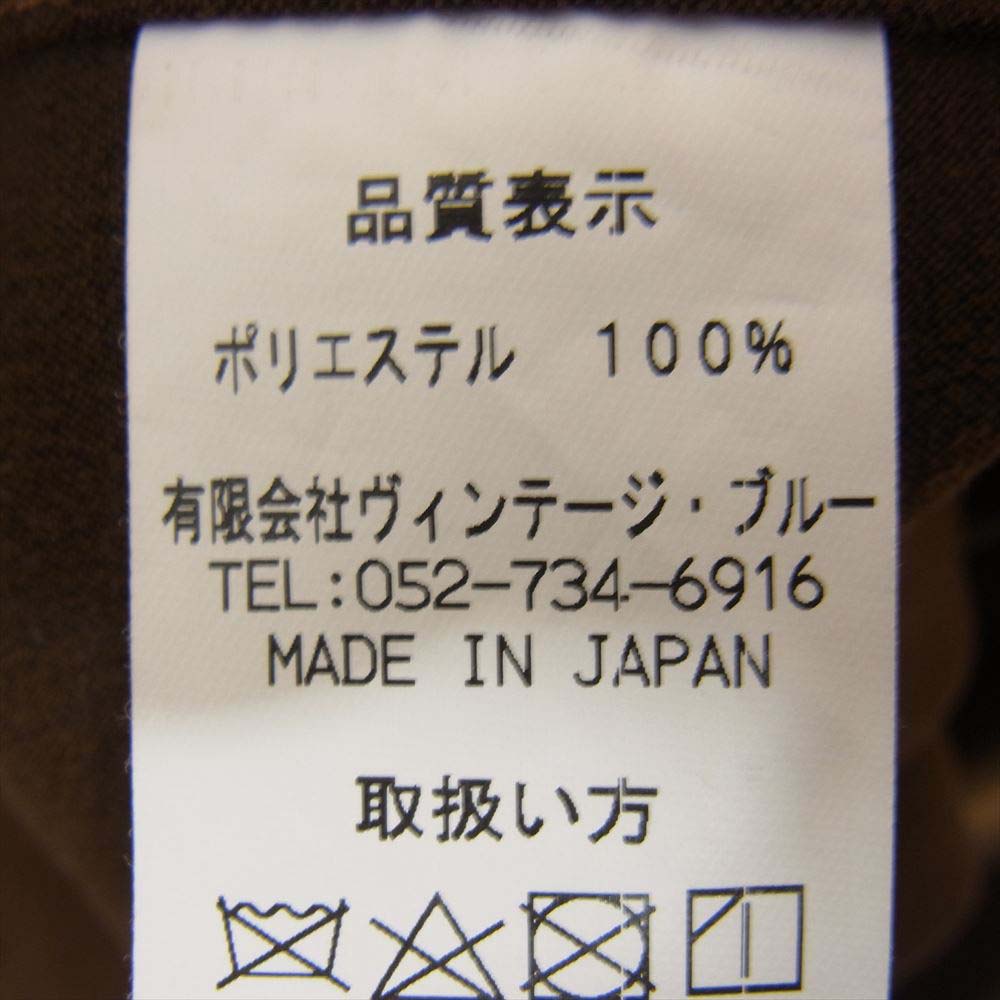 品質表示
ポリエステル　100%
有限会社ヴィンテージ・ブルー
TEL:052-734-6916
MADE IN JAPAN
取扱い方